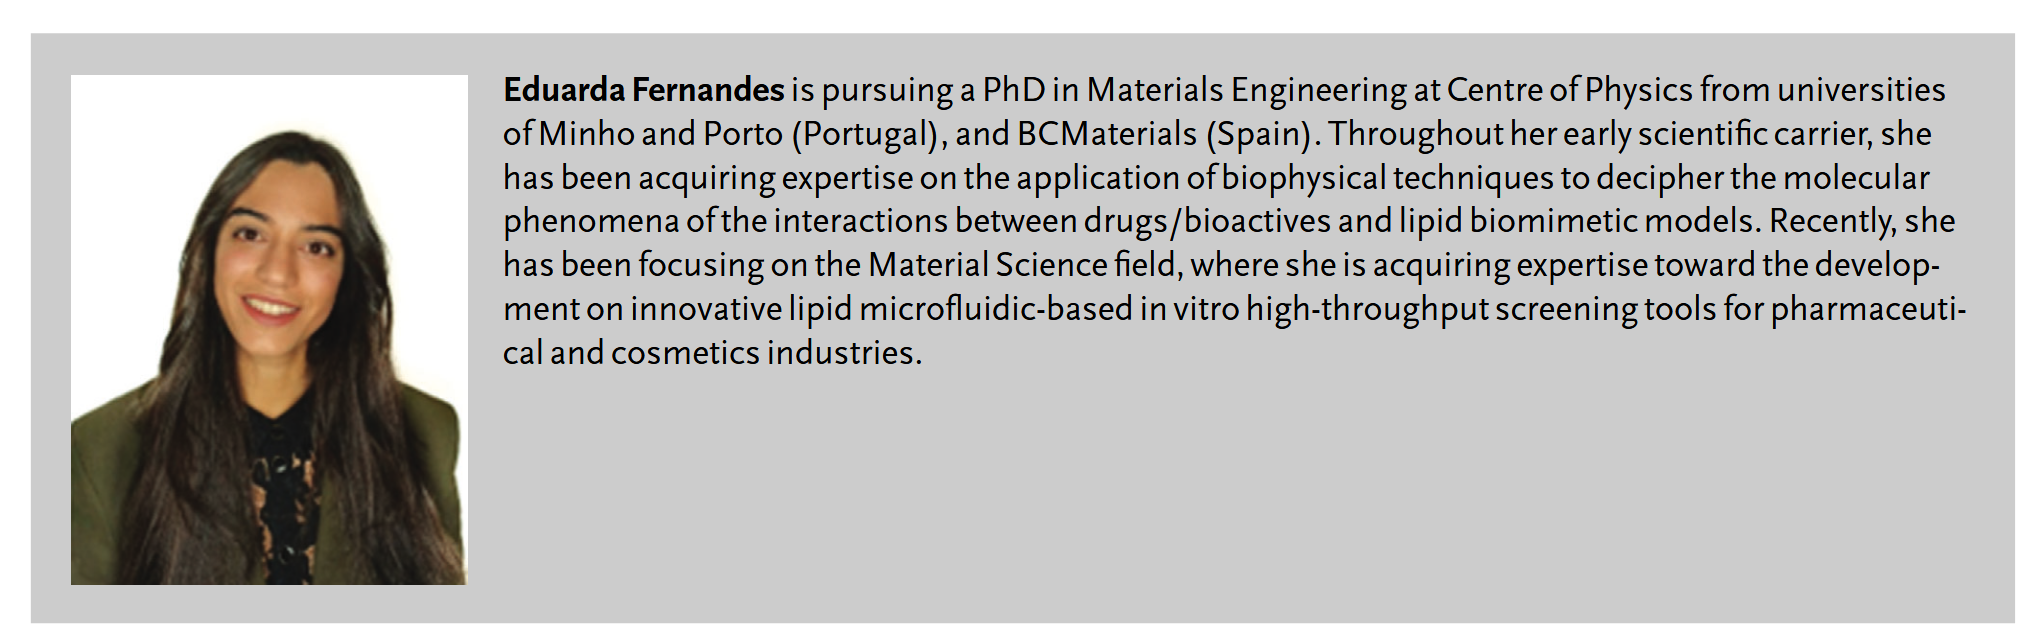 Eduarda Fernandes is pursuing a PhD in Materials Engineering at Centre of Physics from universities
of Minho and Porto (Portugal), and BCMaterials (Spain). Throughout her early scientific carrier, she
has been acquiring expertise on the application of biophysical techniques to decipher the molecular
phenomena of the interactions between drugs/bioactives and lipid biomimetic models. Recently, she
has been focusing on the Material Science field, where she is acquiring expertise toward the develop-
ment on innovative lipid microfluidic-based in vitro high-throughput screening tools for pharmaceuti-
cal and cosmetics industries.